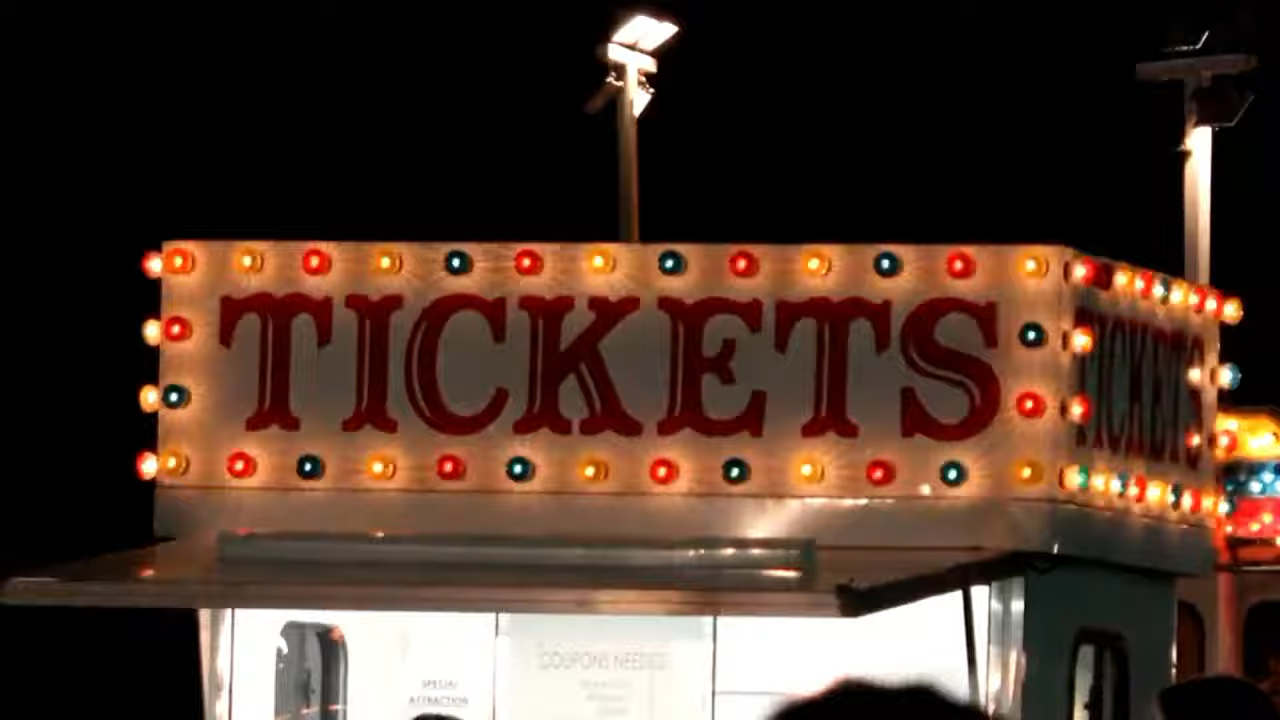 TICKETS
TICKETS
COUPONS NEEDED
SPECIAL
ATTRACTION